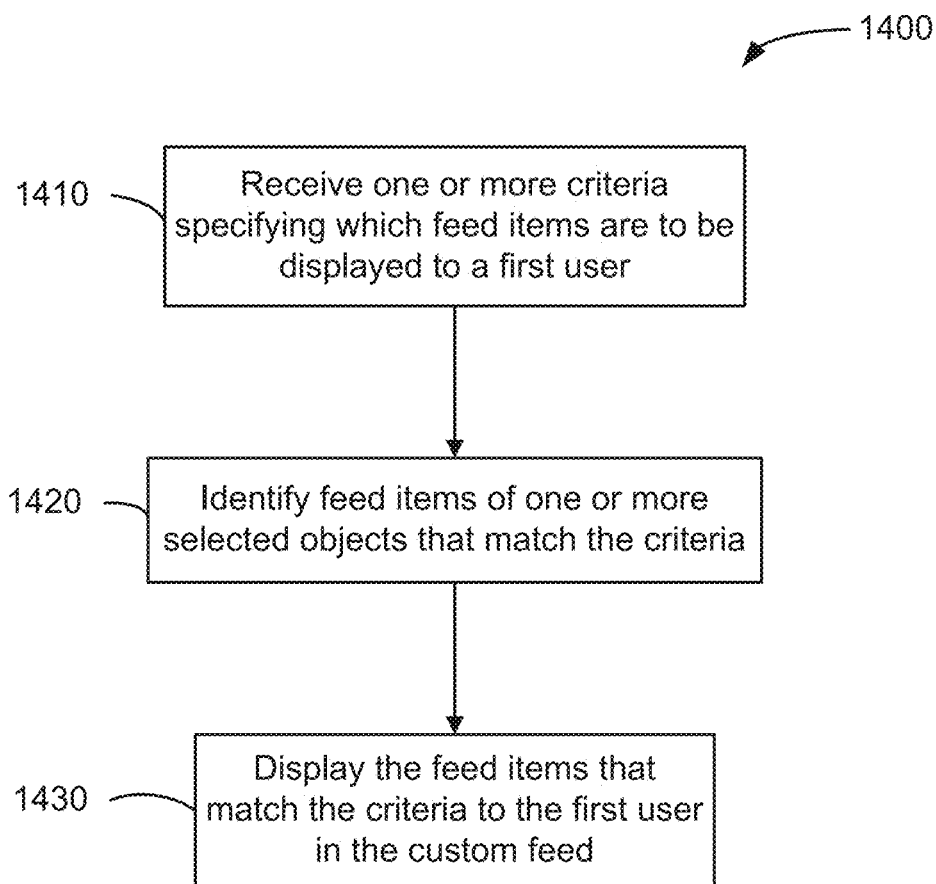 1400
1410
Receive one or more criteria
specifying which feed items are to be
displayed to a first user
1420
Identify feed items of one or more
selected objects that match the criteria
1430
Display the feed items that
match the criteria to the first user
in the custom feed